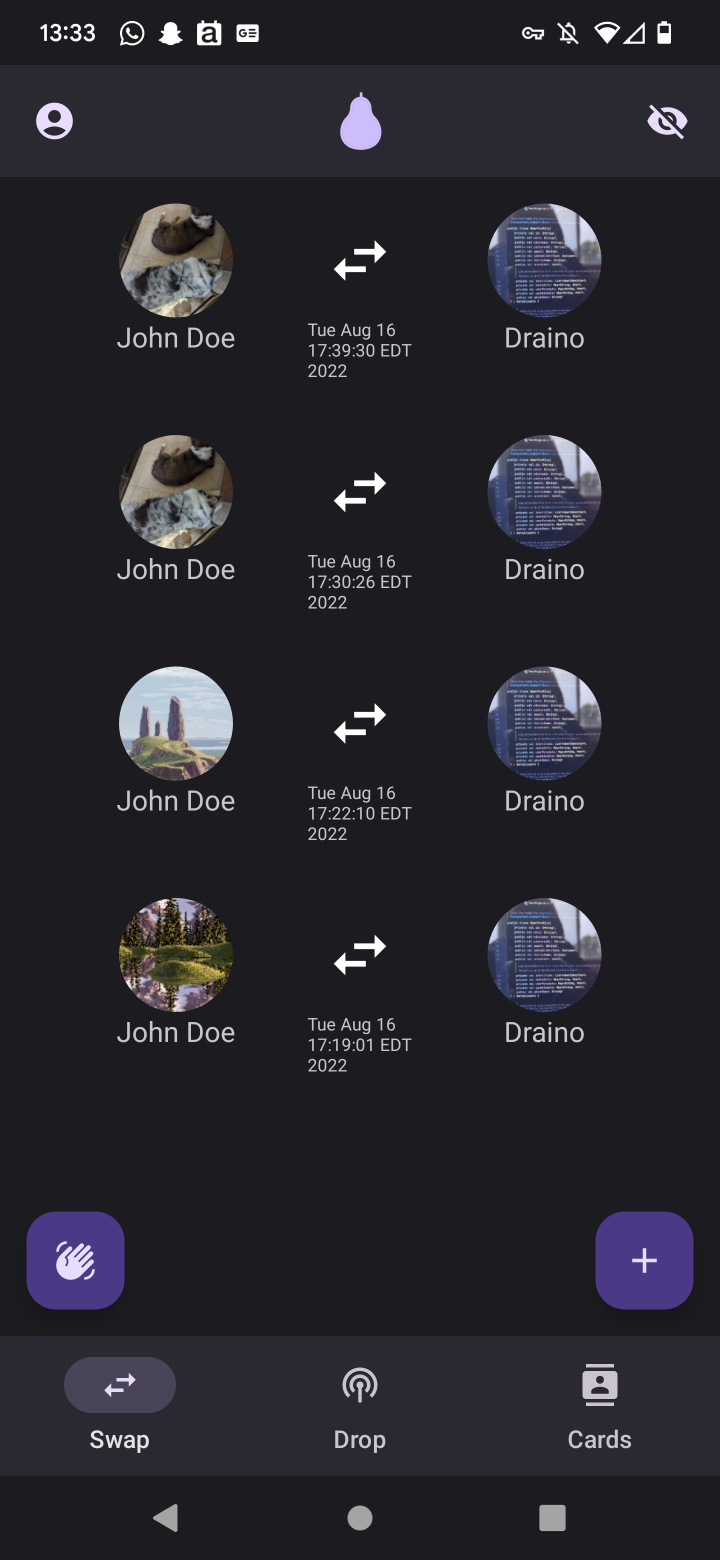 13:33
John Doe
Tue Aug 16
17:39:30 EDT
2022
Draino
John Doe
Tue Aug 16
17:30:26 EDT
2022
Draino
John Doe
Tue Aug 16
17:22:10 EDT
2022
Draino
John Doe
Tue Aug 16
17:19:01 EDT
2022
Draino
Swap
Drop
Cards